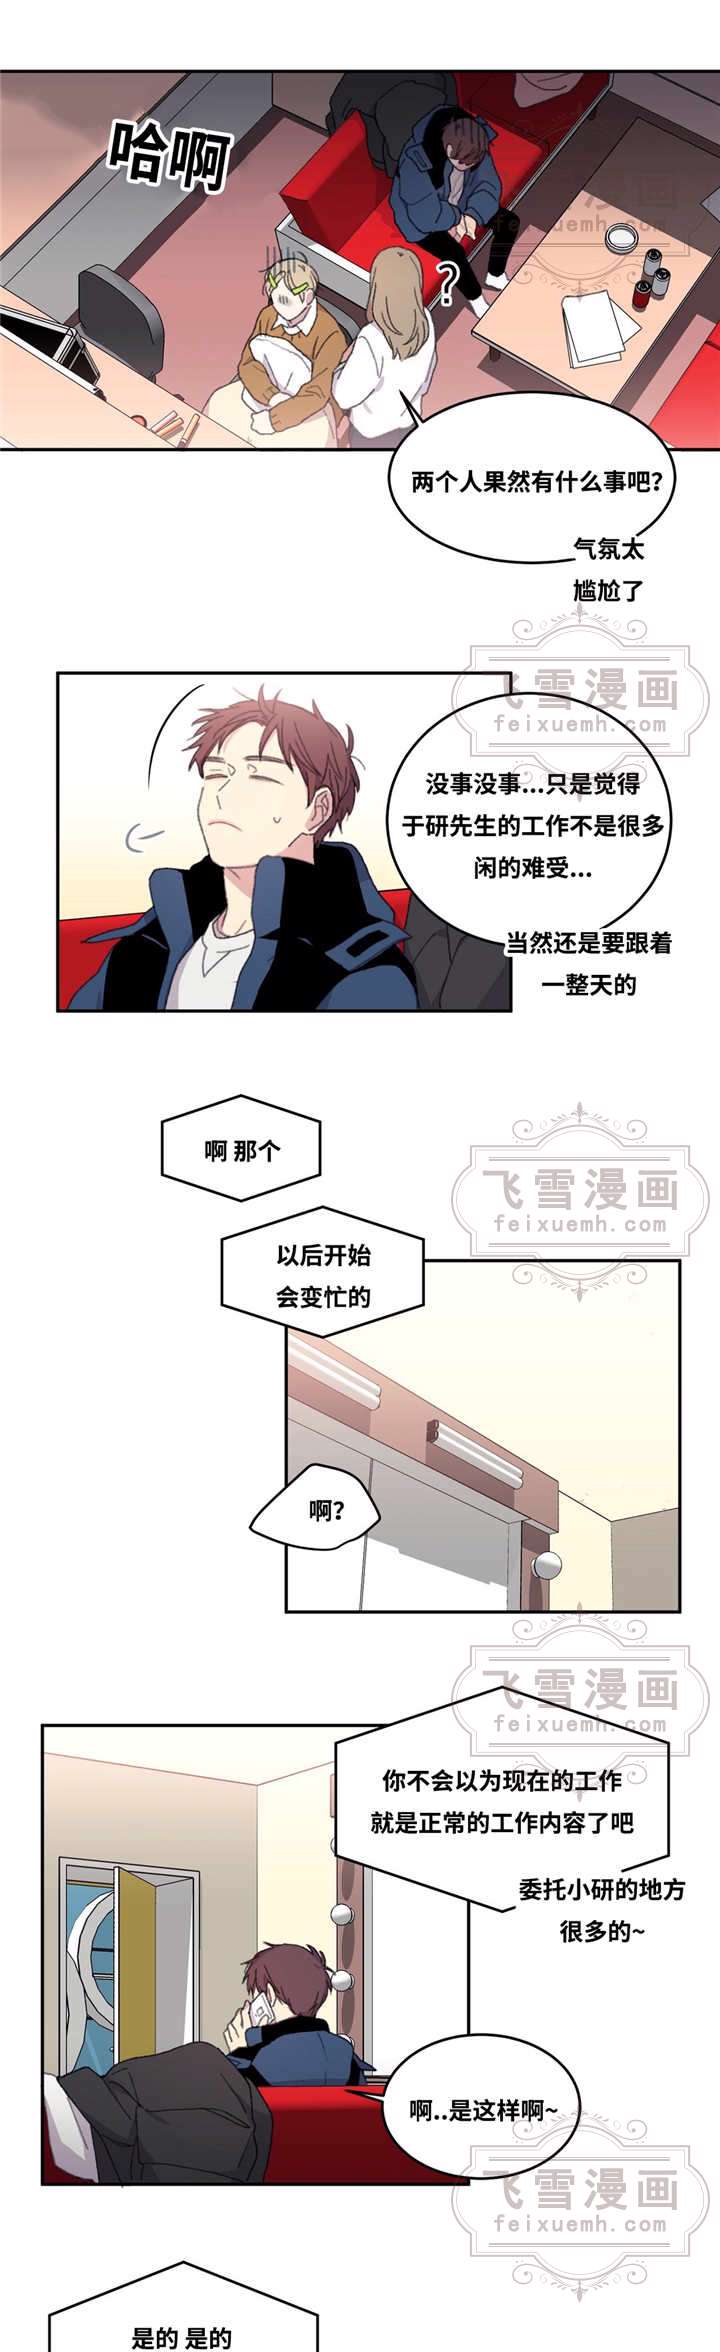 哈啊
飞雪漫画
feixuemh.com
?
两个人果然有什么事吧?
气氛太
尴尬了
飞雪漫画
feixuemh.com
没事没事...只是觉得
于研先生的工作不是很多
闲的难受...
当然还是要跟着
一整天的
啊 那个
飞雪漫画
feixuemh.com
以后开始
会变忙的
啊?
飞雪漫画
feixuemh.com
你不会以为现在的工作
就是正常的工作内容了吧
委托小研的地方
很多的~
啊..是这样啊~
飞雪漫画
feixuemh.com
是的 是的